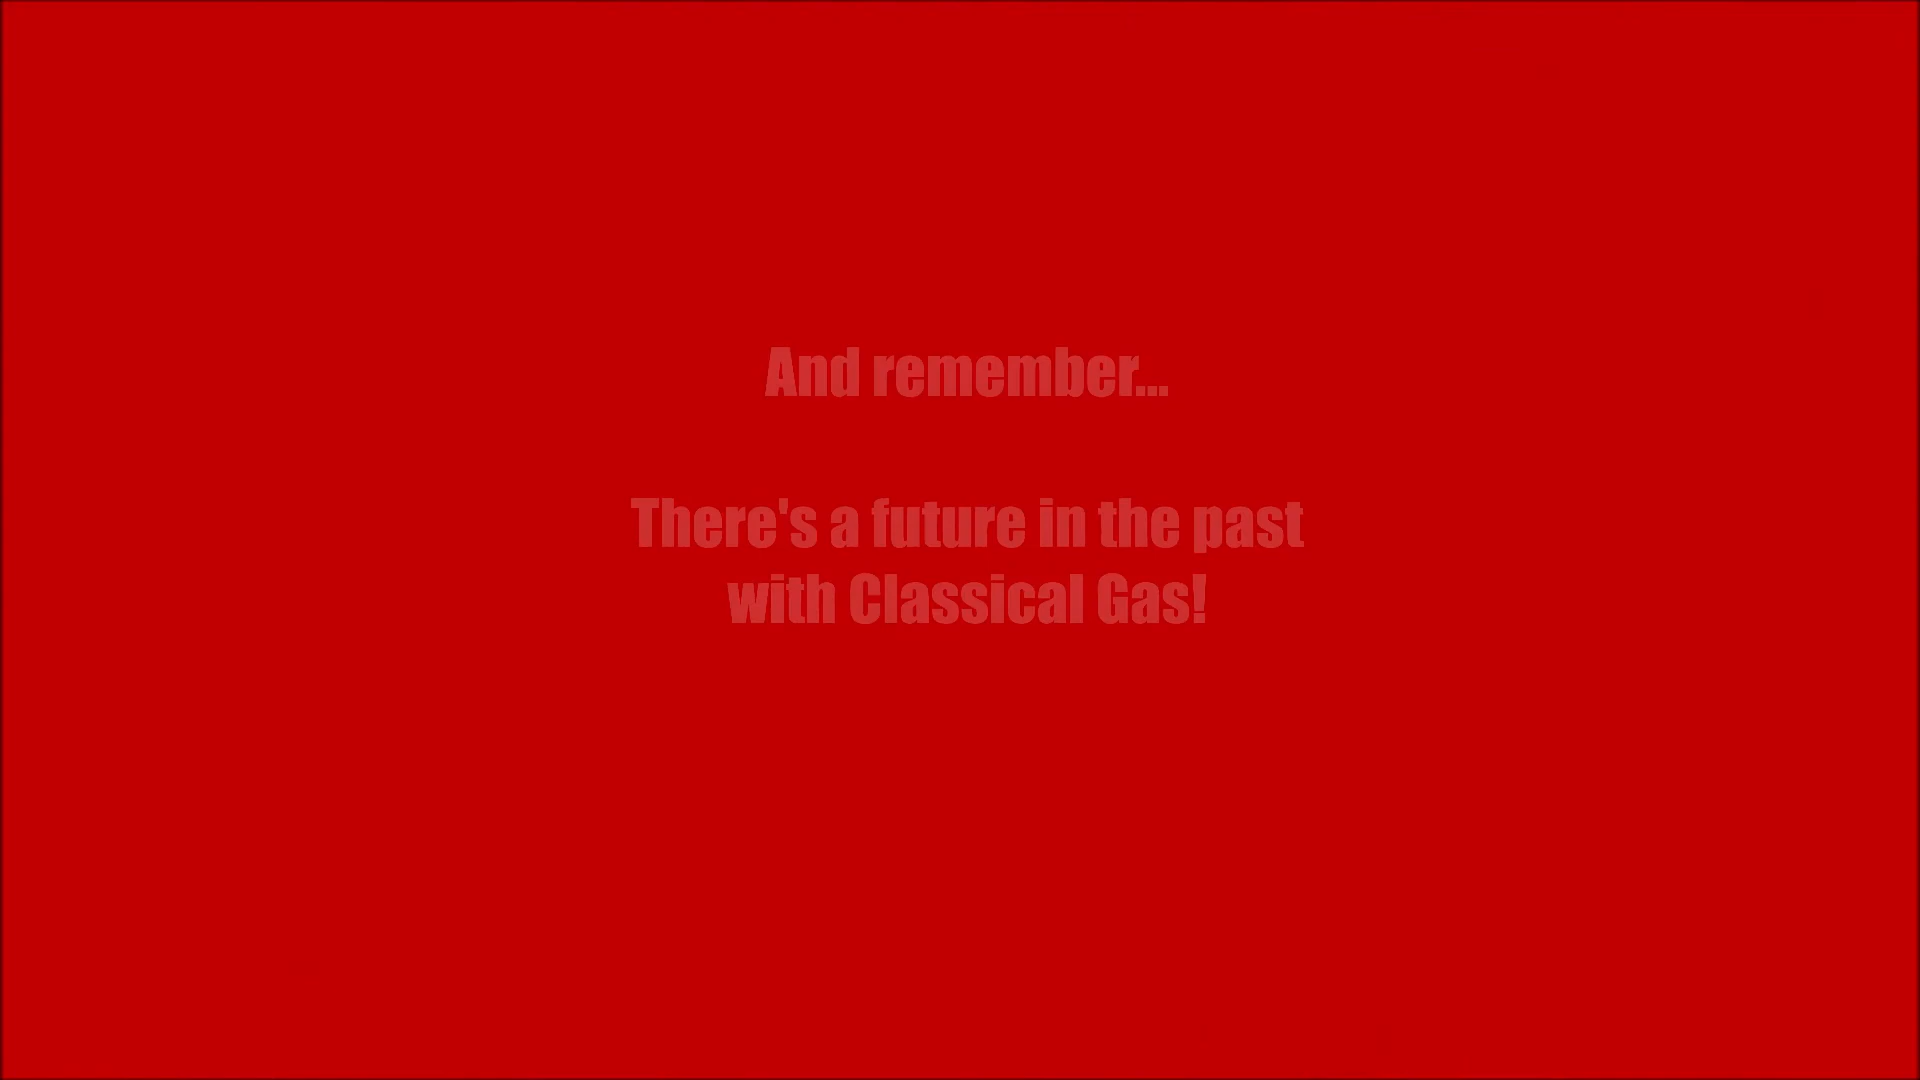 And remember...
There's a future in the past
with Classical Gas!